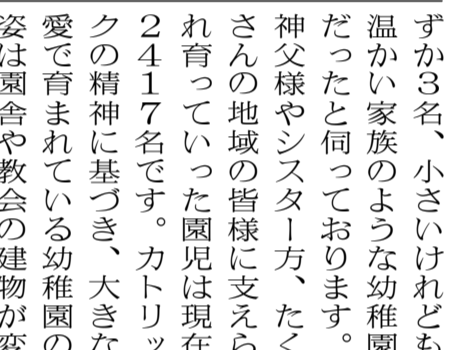 ずか３名、小さいけれども
温かい家族のような幼稚園
だったと伺っております。
神父様やシスター方、たく
さんの地域の皆様に支えら
れ育っていった園児は現在
２４１７名です。カトリッ
クの精神に基づき、大きな
愛で育まれている幼稚園の
姿は園舎や教会の建物が変